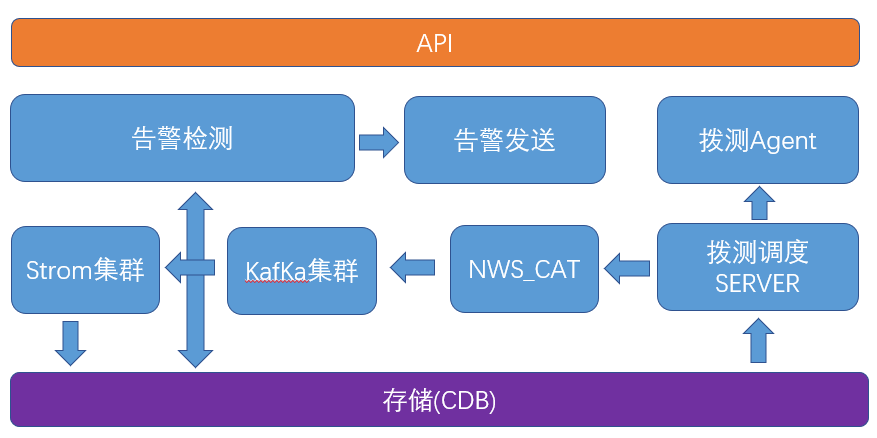 API
告警检测
告警发送
拨测Agent
Strom集群
KafKa集群
NWS_CAT
拨测调度
SERVER
存储(CDB)